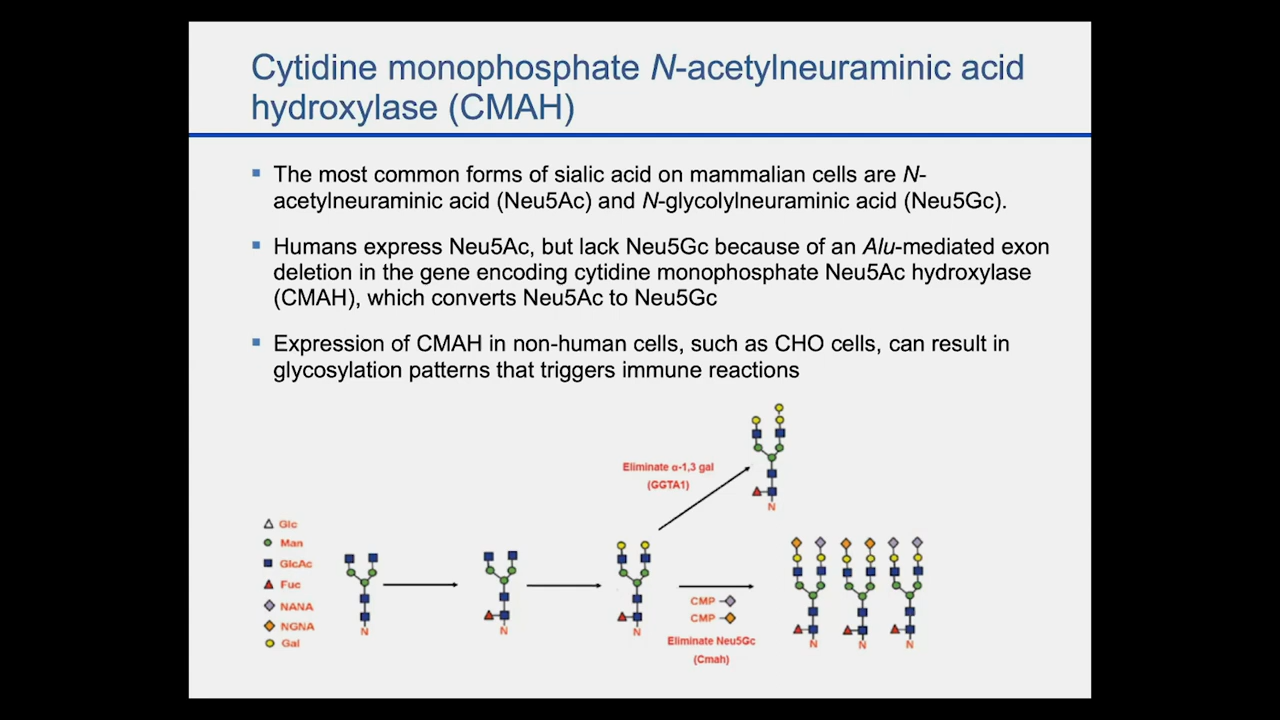 Cytidine monophosphate N-acetylneuraminic acid
hydroxylase (CMAH)
The most common forms of sialic acid on mammalian cells are N-
acetylneuraminic acid (Neu5Ac) and N-glycolylneuraminic acid (Neu5Gc).
Humans express Neu5Ac, but lack Neu5Gc because of an Alu-mediated exon
deletion in the gene encoding cytidine monophosphate Neu5Ac hydroxylase
(CMAH), which converts Neu5Ac to Neu5Gc
Expression of CMAH in non-human cells, such as CHO cells, can result in
glycosylation patterns that triggers immune reactions
Eliminate α-1,3 gal
(GGTA1)
N
Glc
Man
GlcAc
Fuc
NANA
NGNA
Gal
N
N
N
CMP
CMP
Eliminate Neu5Gc
(Cmah)
N
N
N